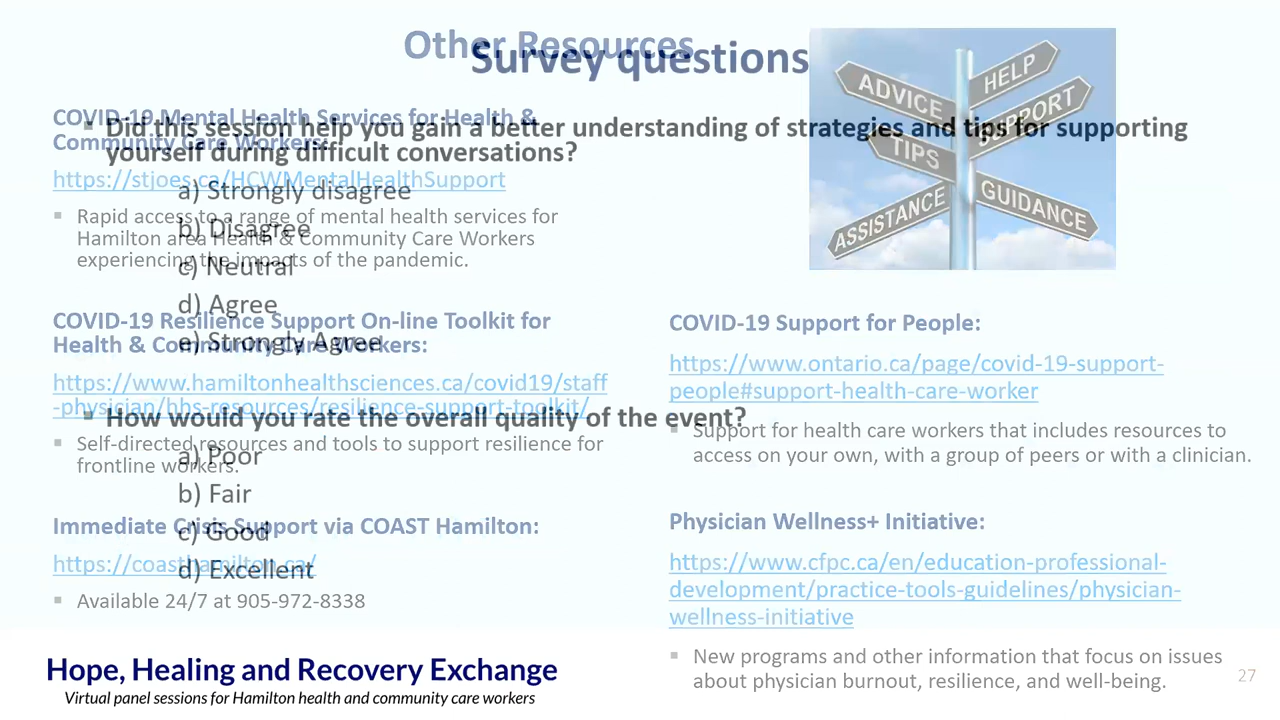 Other Resources
COVID-19 Mental Health Services for Health &
Community Care Workers:
https://stjoes.ca/HCWMentalHealthSupport
▪ Rapid access to a range of mental health services for
Hamilton area Health & Community Care Workers
experiencing the impacts of the pandemic.
COVID-19 Resilience Support On-line Toolkit for
Health & Community Care Workers:
https://www.hamiltonhealthsciences.ca/covid19/staff
-physician/hhs-resources/resilience-support-toolkit/
▪ Self-directed resources and tools to support resilience for
frontline workers.
Immediate Crisis Support via COAST Hamilton:
https://coasthamilton.ca/
▪ Available 24/7 at 905-972-8338
ADVICE
HELP
SUPPORT
TIPS
GUIDANCE
ASSISTANCE
COVID-19 Support for People:
https://www.ontario.ca/page/covid-19-support-
people#support-health-care-worker
▪ Support for health care workers that includes resources to
access on your own, with a group of peers or with a clinician.
Physician Wellness+ Initiative:
https://www.cfpc.ca/en/education-professional-
development/practice-tools-guidelines/physician-
wellness-initiative
▪ New programs and other information that focus on issues
about physician burnout, resilience, and well-being.
Survey questions
▪ Did this session help you gain a better understanding of strategies and tips for supporting
yourself during difficult conversations?
a) Strongly disagree
b) Disagree
c) Neutral
d) Agree
e) Strongly Agree
▪ How would you rate the overall quality of the event?
a) Poor
b) Fair
c) Good
d) Excellent
Hope, Healing and Recovery Exchange
Virtual panel sessions for Hamilton health and community care workers
27